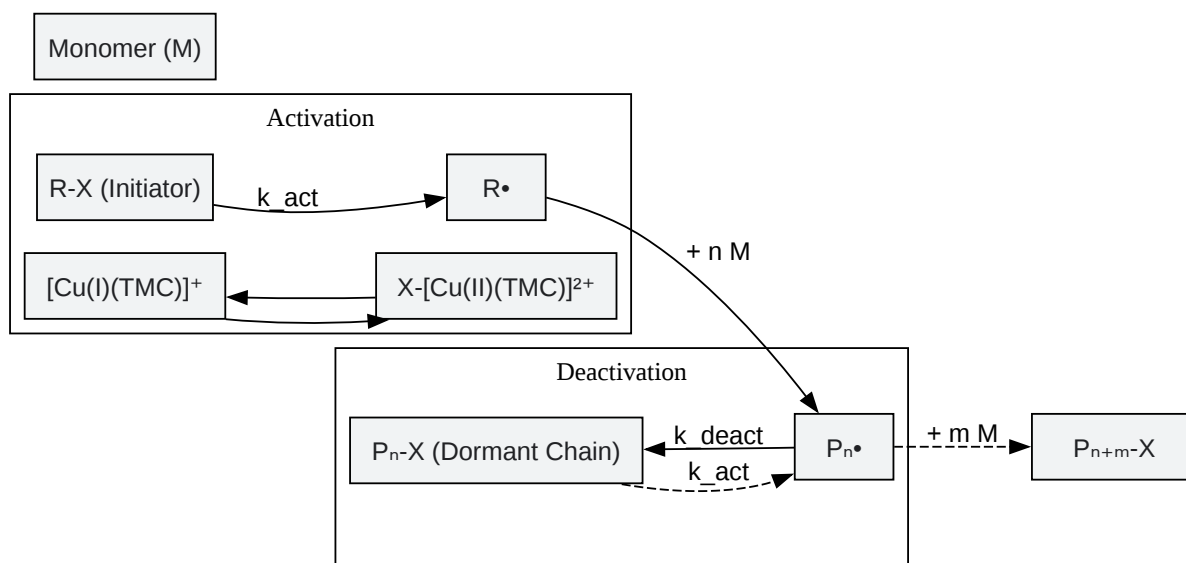 Monomer (M)
Activation
R-X (Initiator)
k_act
R•
+ n M
[Cu(I)(TMC)]⁺
X-[Cu(II)(TMC)]²⁺
Deactivation
Pₙ-X (Dormant Chain)
k_deact
k_act
Pₙ•
+ m M
Pₙ₊ₘ-X